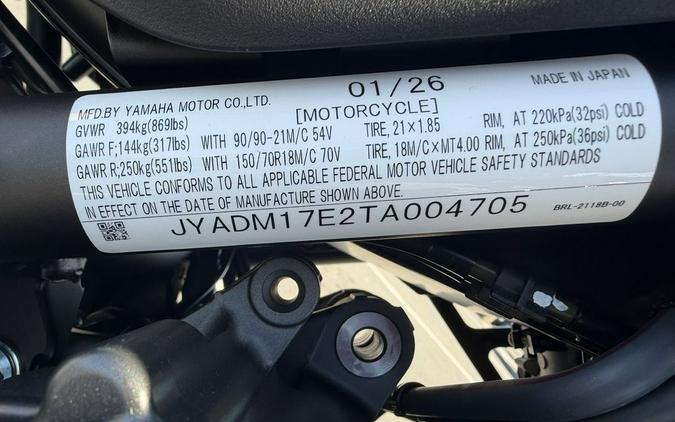 01/26
MADE IN JAPAN
MFD.BY YAMAHA MOTOR CO.,LTD.
[MOTORCYCLE]
GVWR 394kg(869lbs)
GAWR F;144kg(317lbs) WITH 90/90-21M/C 54V TIRE, 21×1.85 RIM, AT 220kPa(32psi) COLD
GAWR R;250kg(551lbs) WITH 150/70R18M/C 70V TIRE, 18M/C×MT4.00 RIM, AT 250kPa(36psi) COLD
THIS VEHICLE CONFORMS TO ALL APPLICABLE FEDERAL MOTOR VEHICLE SAFETY STANDARDS
IN EFFECT ON THE DATE OF MANUFACTURE SHOWN ABOVE.
JYADM17E2TA004705
BRL-2118B-00